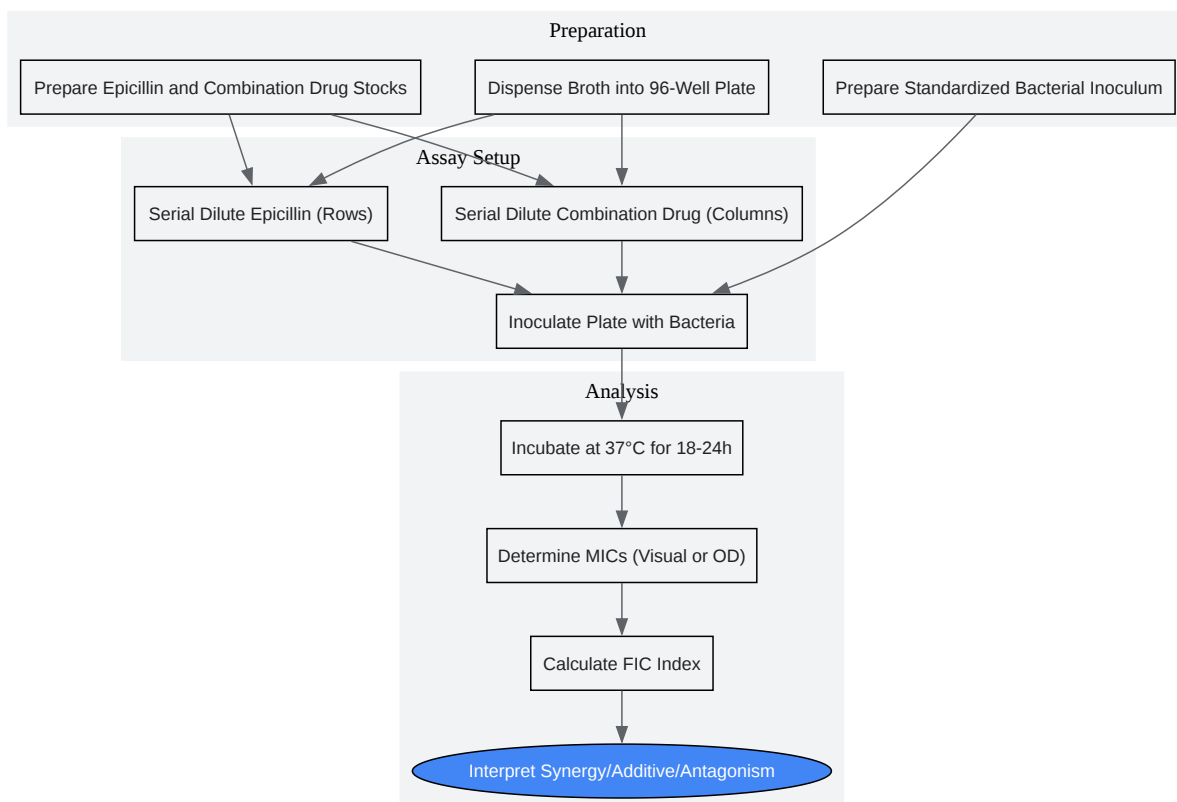 Preparation
Prepare Epicillin and Combination Drug Stocks
Dispense Broth into 96-Well Plate
Prepare Standardized Bacterial Inoculum
Assay Setup
Serial Dilute Epicillin (Rows)
Serial Dilute Combination Drug (Columns)
Inoculate Plate with Bacteria
Analysis
Incubate at 37°C for 18-24h
Determine MICs (Visual or OD)
Calculate FIC Index
Interpret Synergy/Additive/Antagonism